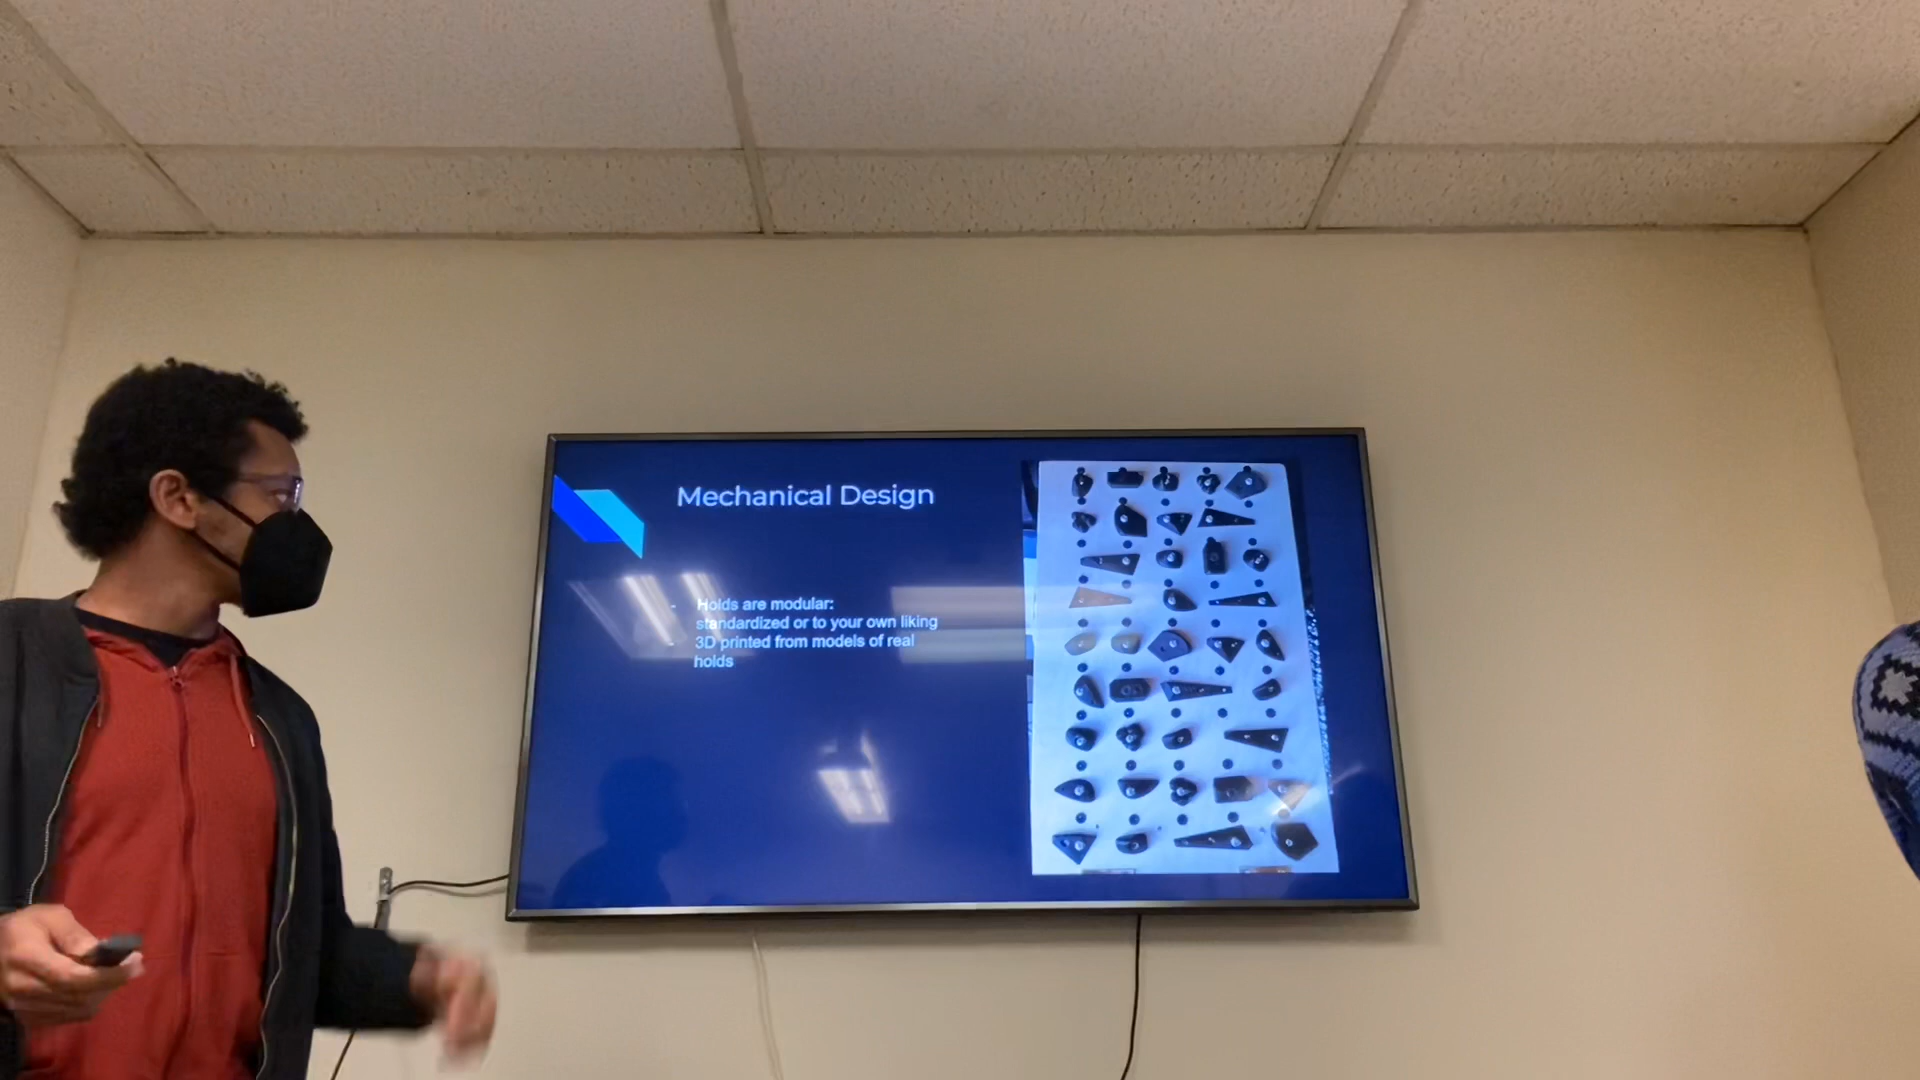 Mechanical Design
- Holds are modular:
standardized or to your own liking
3D printed from models of real
holds